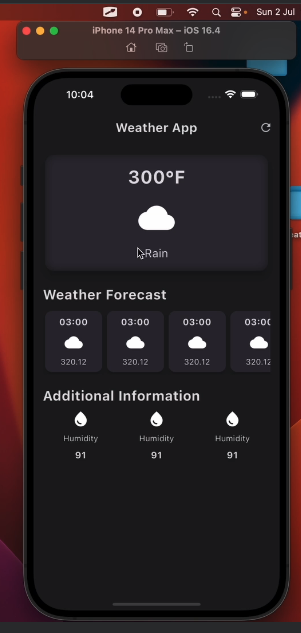 Sun 2 Jul
iPhone 14 Pro Max – iOS 16.4
10:04
Weather App
300°F
Rain
Weather Forecast
03:00 03:00 03:00 03:00
320.12 320.12 320.12 320.12
Additional Information
Humidity Humidity Humidity
91 91 91